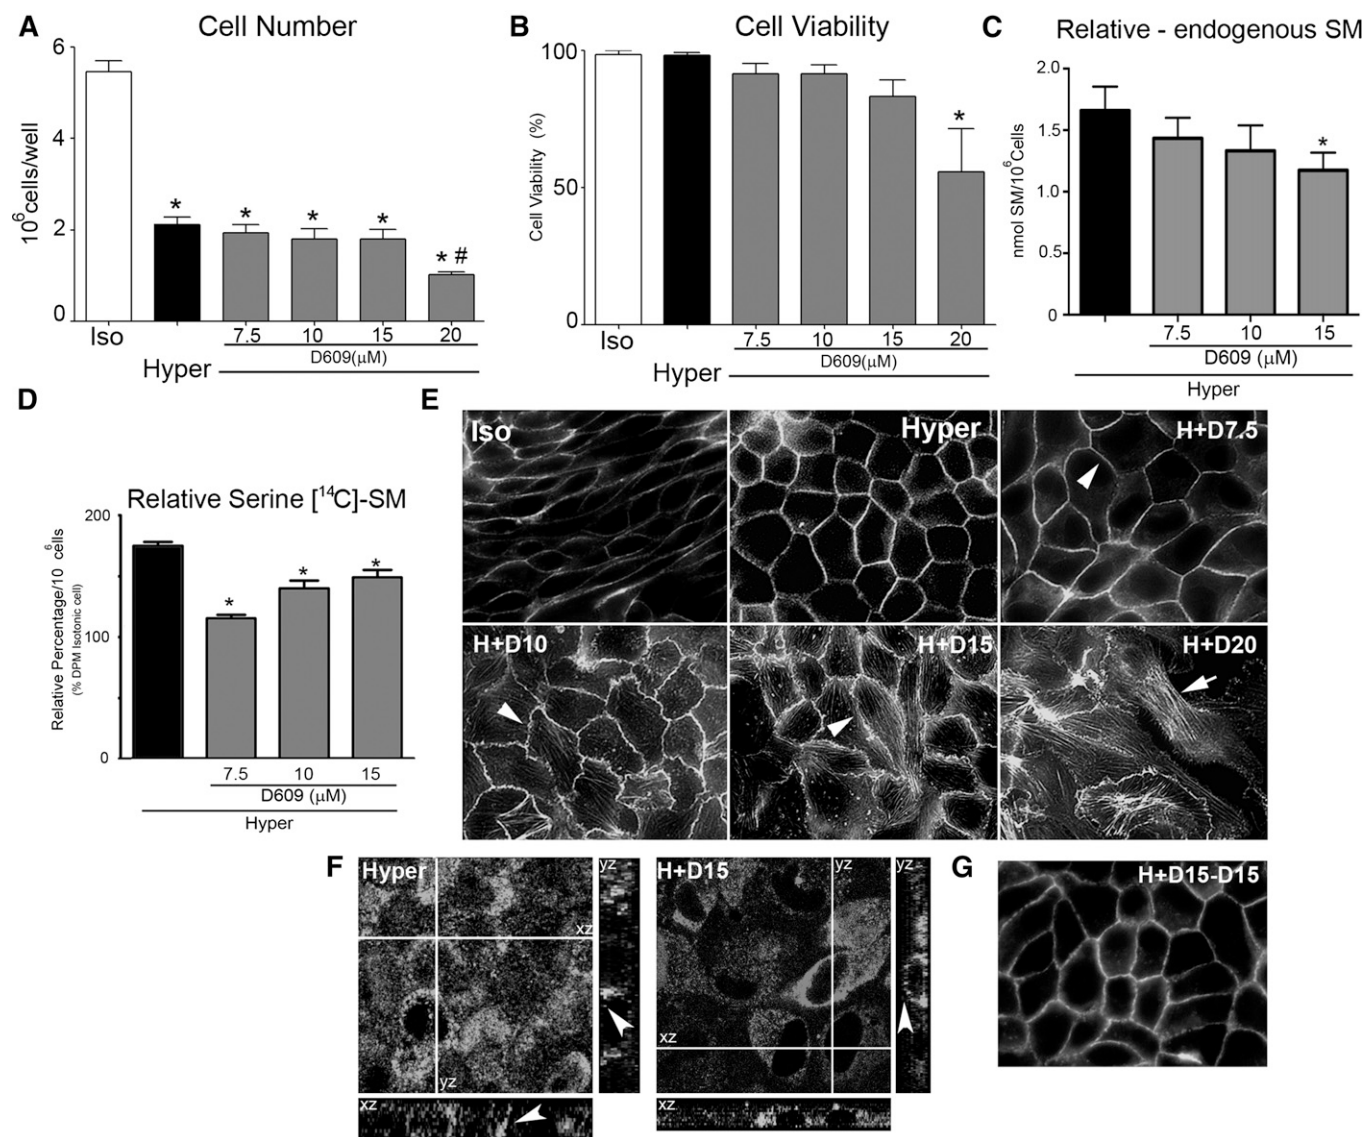 A
Cell Number
10⁶cells/well
6
4
2
0
*
*
*
*
* #
Iso
7.5
10
15
20
D609(μM)
Hyper
B
Cell Viability
Cell Viability (%)
100
50
0
*
Iso
7.5
10
15
20
D609(μM)
Hyper
C
Relative - endogenous SM
nmol SM/10⁶Cells
2.0
1.5
1.0
0.5
0
*
7.5
10
15
D609 (μM)
Hyper
D
Relative Serine [¹⁴C]-SM
Relative Percentage/10⁶ cells
(% DPM Isotonic cell)
200
100
0
*
*
*
7.5
10
15
D609 (μM)
Hyper
E
Iso
Hyper
H+D7.5
H+D10
H+D15
H+D20
F
Hyper
xz
yz
yz
xz
H+D15
yz
xz
yz
xz
G
H+D15-D15